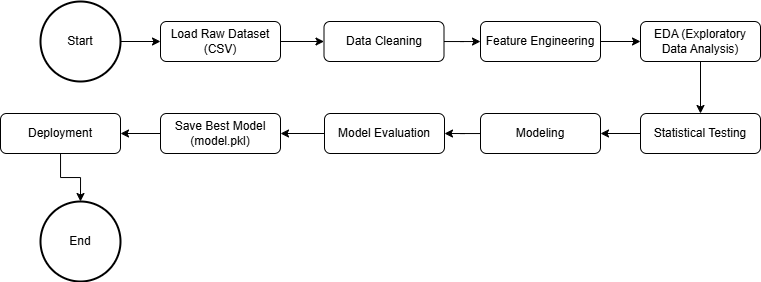 Start
Load Raw Dataset
(CSV)
Data Cleaning
Feature Engineering
EDA (Exploratory
Data Analysis)
Deployment
Save Best Model
(model.pkl)
Model Evaluation
Modeling
Statistical Testing
End